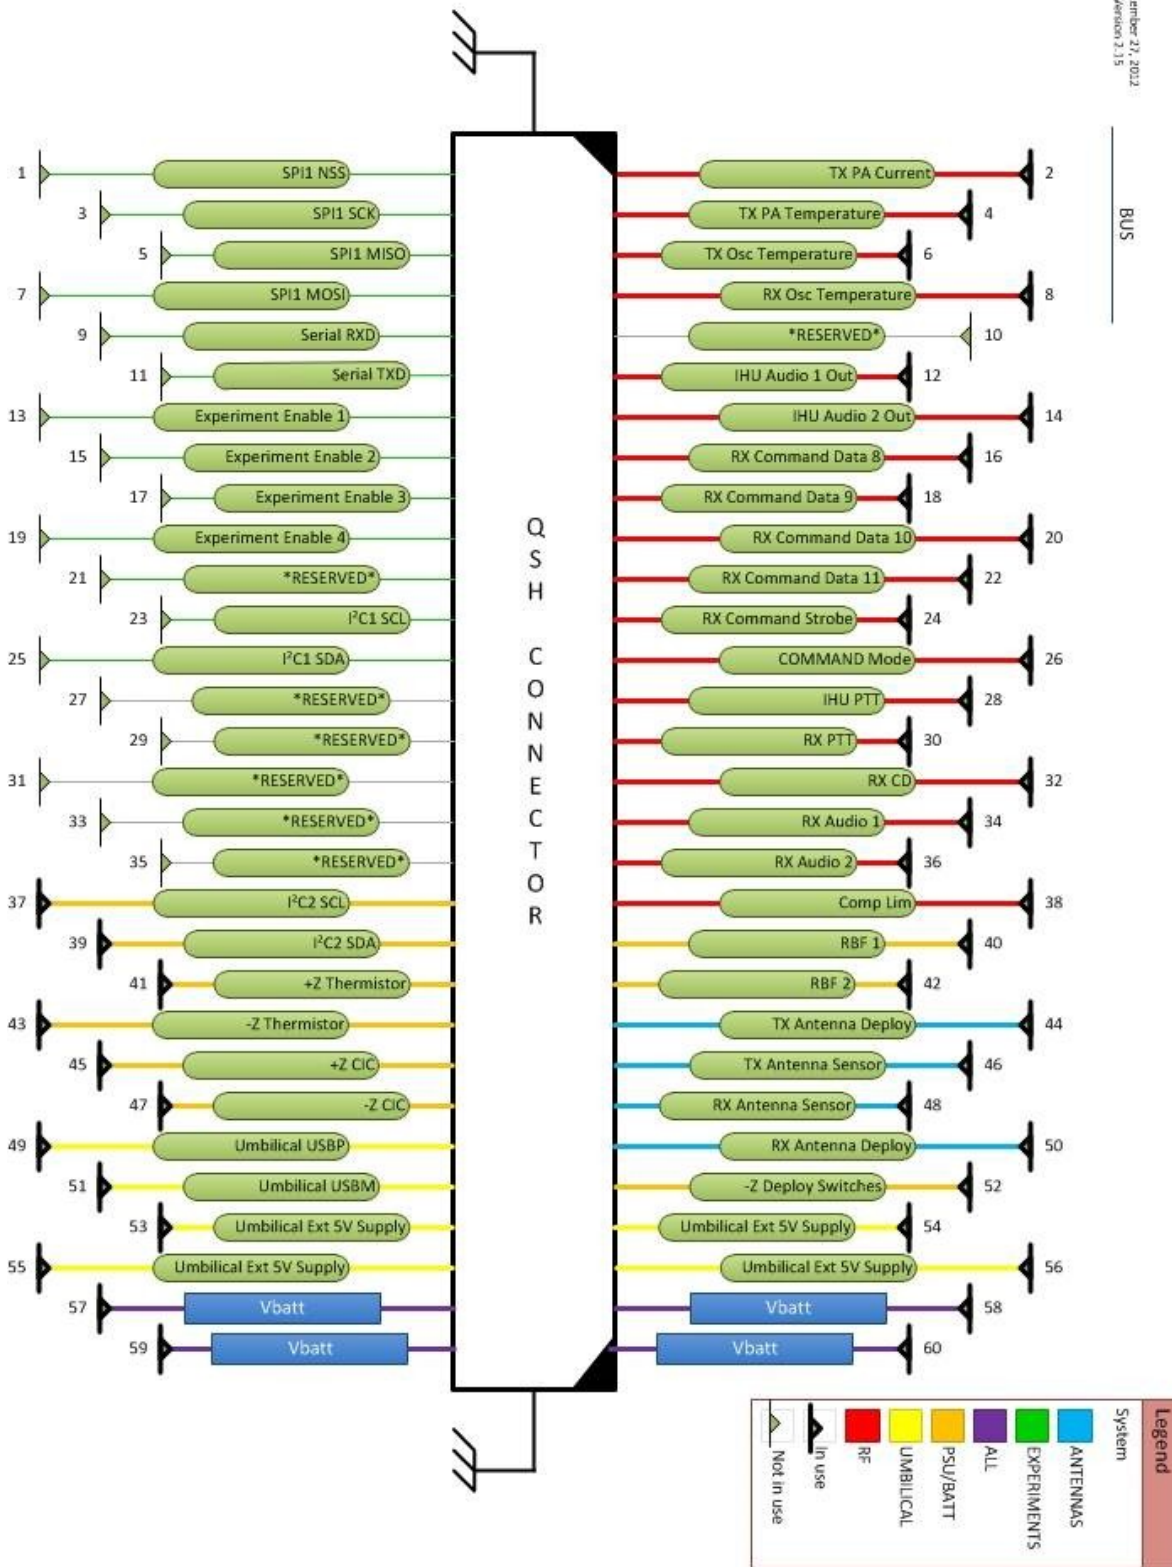 ember 27, 2012
Version 2.15
BUS
1 SPI1 NSS
TX PA Current 2
3 SPI1 SCK
TX PA Temperature 4
5 SPI1 MISO
TX Osc Temperature 6
7 SPI1 MOSI
RX Osc Temperature 8
9 Serial RXD
*RESERVED* 10
11 Serial TXD
IHU Audio 1 Out 12
13 Experiment Enable 1
IHU Audio 2 Out 14
15 Experiment Enable 2
RX Command Data 8 16
17 Experiment Enable 3
RX Command Data 9 18
19 Experiment Enable 4
RX Command Data 10 20
21 *RESERVED*
RX Command Data 11 22
23 I²C1 SCL
RX Command Strobe 24
25 I²C1 SDA
COMMAND Mode 26
27 *RESERVED*
IHU PTT 28
29 *RESERVED*
RX PTT 30
31 *RESERVED*
RX CD 32
33 *RESERVED*
RX Audio 1 34
35 *RESERVED*
RX Audio 2 36
37 I²C2 SCL
Comp Lim 38
39 I²C2 SDA
RBF 1 40
41 +Z Thermistor
RBF 2 42
43 -Z Thermistor
TX Antenna Deploy 44
45 +Z CIC
TX Antenna Sensor 46
47 -Z CIC
RX Antenna Sensor 48
49 Umbilical USBP
RX Antenna Deploy 50
51 Umbilical USBM
-Z Deploy Switches 52
53 Umbilical Ext 5V Supply
Umbilical Ext 5V Supply 54
55 Umbilical Ext 5V Supply
Umbilical Ext 5V Supply 56
57 Vbatt
Vbatt 58
59 Vbatt
Vbatt 60
QSH CONNECTOR
Legend
System
ANTENNAS
EXPERIMENTS
ALL
PSU/BATT
UMBILICAL
RF
In use
Not in use